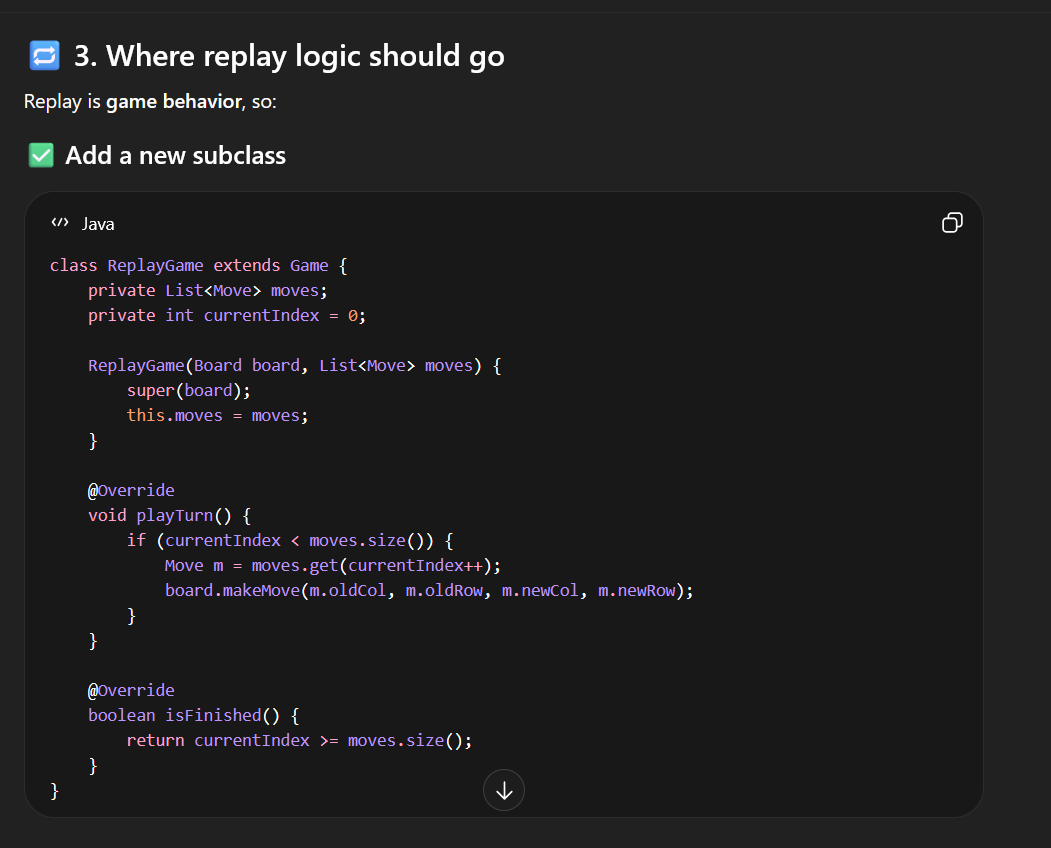 🔁 3. Where replay logic should go
Replay is game behavior, so:
✅ Add a new subclass
</> Java
class ReplayGame extends Game {
    private List<Move> moves;
    private int currentIndex = 0;

    ReplayGame(Board board, List<Move> moves) {
        super(board);
        this.moves = moves;
    }

    @Override
    void playTurn() {
        if (currentIndex < moves.size()) {
            Move m = moves.get(currentIndex++);
            board.makeMove(m.oldCol, m.oldRow, m.newCol, m.newRow);
        }
    }

    @Override
    boolean isFinished() {
        return currentIndex >= moves.size();
    }
}